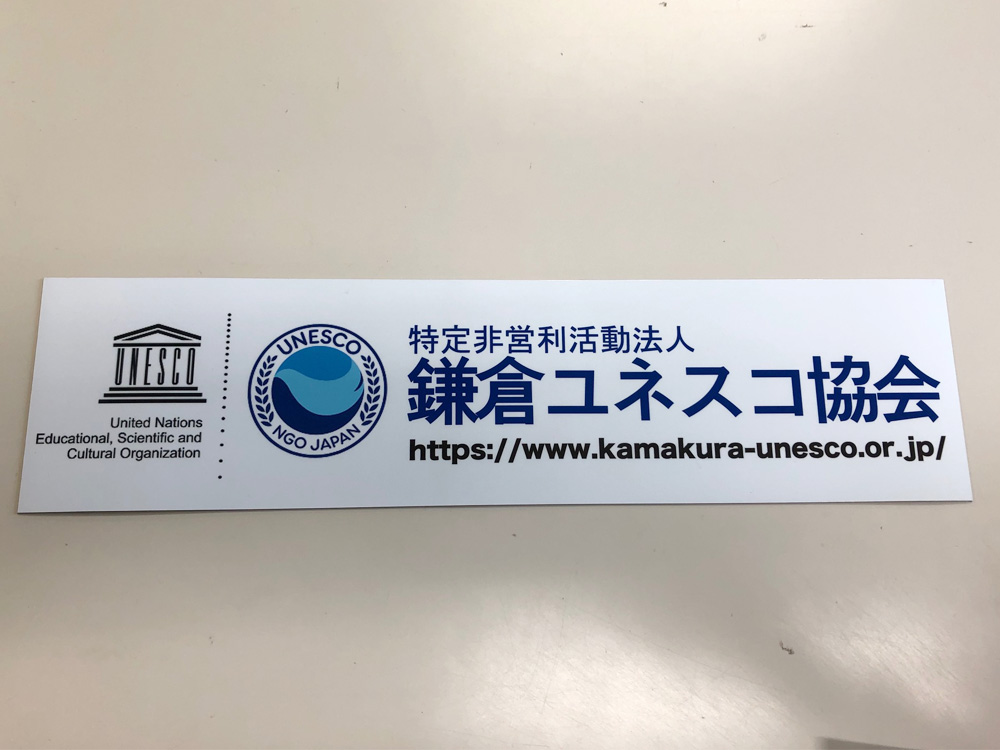 UNESCO
United Nations
Educational, Scientific and
Cultural Organization
UNESCO
NGO JAPAN
特定非営利活動法人
鎌倉ユネスコ協会
https://www.kamakura-unesco.or.jp/